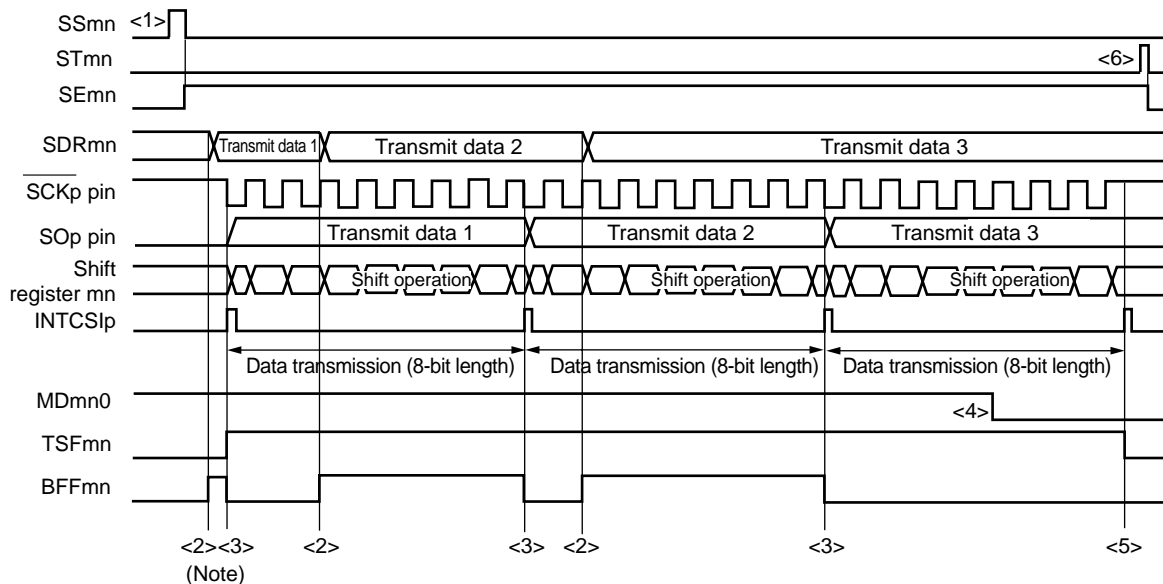 <1>
SSmn
STmn
<6>
SEmn
SDRmn
Transmit data 1
Transmit data 2
Transmit data 3
SCKp pin
SOp pin
Transmit data 1
Transmit data 2
Transmit data 3
Shift
register mn
Shift operation
Shift operation
Shift operation
INTCSIp
Data transmission (8-bit length)
Data transmission (8-bit length)
Data transmission (8-bit length)
MDmn0
<4>
TSFmn
BFFmn
<2>
<3>
<2>
<3>
<2>
<3>
<5>
(Note)